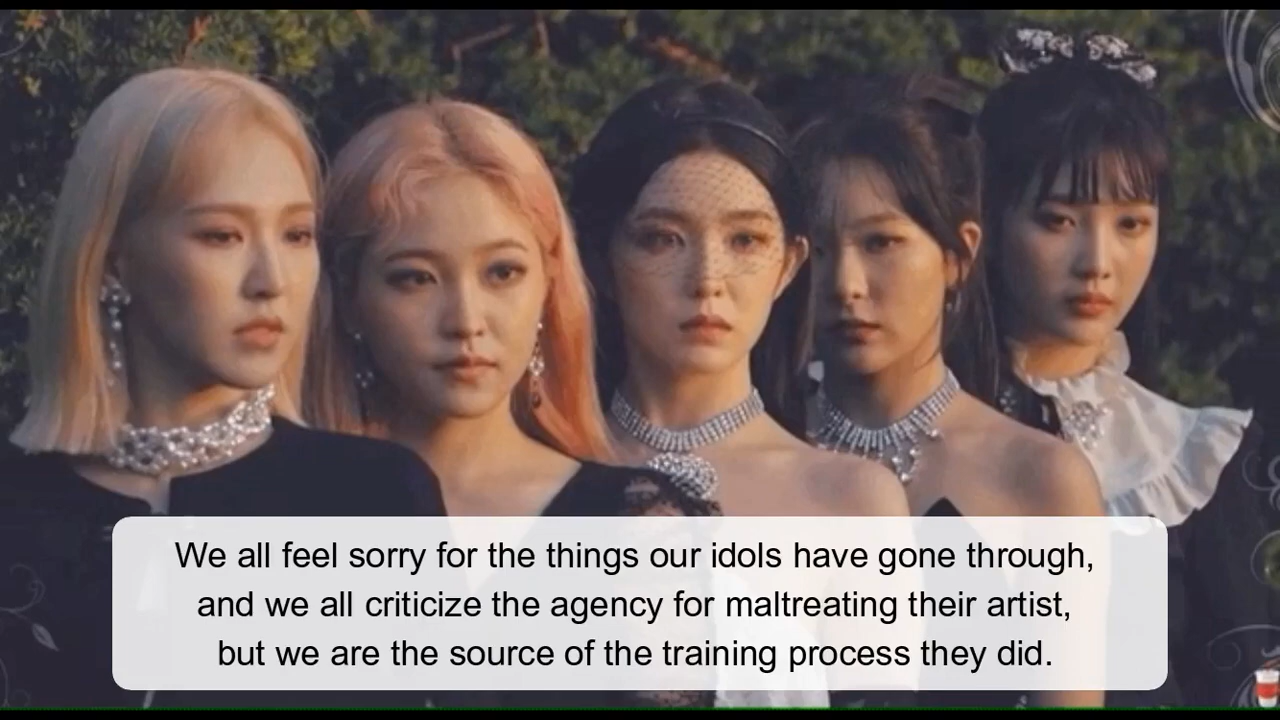 We all feel sorry for the things our idols have gone through,
and we all criticize the agency for maltreating their artist,
but we are the source of the training process they did.